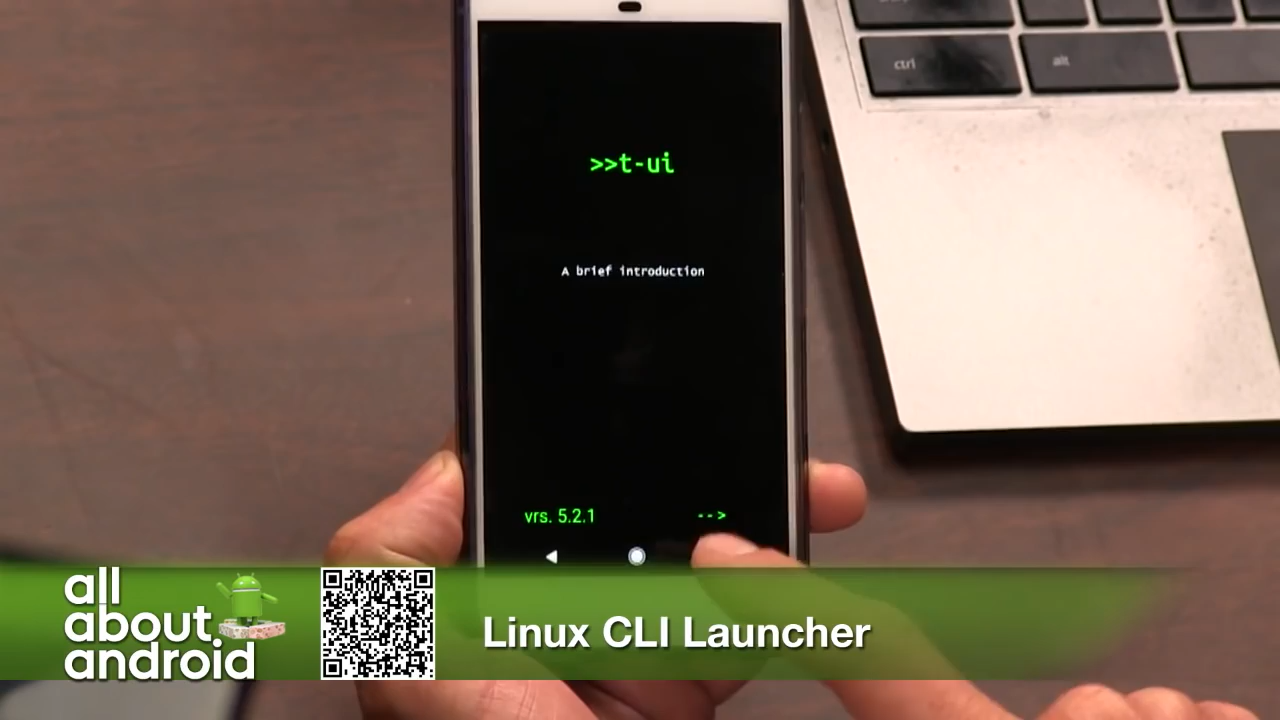 ctrl
alt
>>t-ui
A brief introduction
vrs. 5.2.1
-->
all
about
android
Linux CLI Launcher